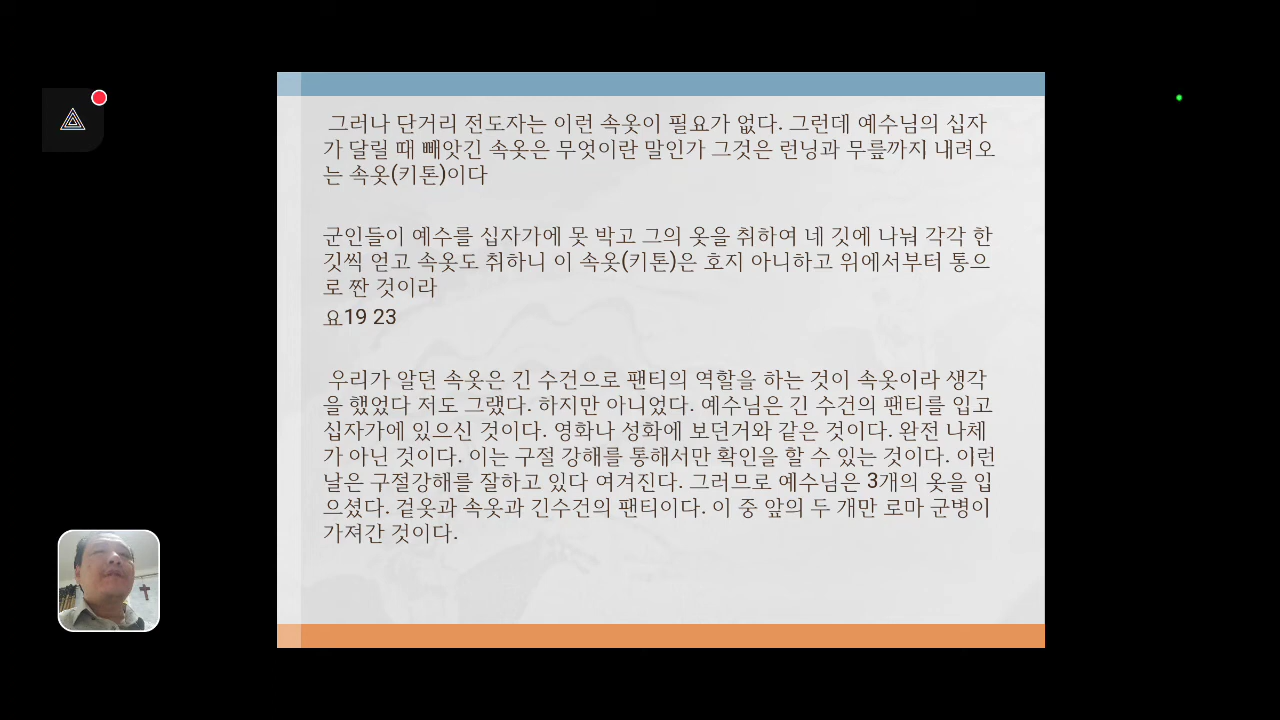 그러나 단거리 전도자는 이런 속옷이 필요가 없다. 그런데 예수님의 십자
가 달릴 때 빼앗긴 속옷은 무엇이란 말인가 그것은 런닝과 무릎까지 내려오
는 속옷(키톤)이다
군인들이 예수를 십자가에 못 박고 그의 옷을 취하여 네 깃에 나눠 각각 한
깃씩 얻고 속옷도 취하니 이 속옷(키톤)은 호지 아니하고 위에서부터 통으
로 짠 것이라
요19 23
우리가 알던 속옷은 긴 수건으로 팬티의 역할을 하는 것이 속옷이라 생각
을 했었다 저도 그랬다. 하지만 아니었다. 예수님은 긴 수건의 팬티를 입고
십자가에 있으신 것이다. 영화나 성화에 보던거와 같은 것이다. 완전 나체
가 아닌 것이다. 이는 구절 강해를 통해서만 확인을 할 수 있는 것이다. 이런
날은 구절강해를 잘하고 있다 여겨진다. 그러므로 예수님은 3개의 옷을 입
으셨다. 겉옷과 속옷과 긴수건의 팬티이다. 이 중 앞의 두 개만 로마 군병이
가져간 것이다.